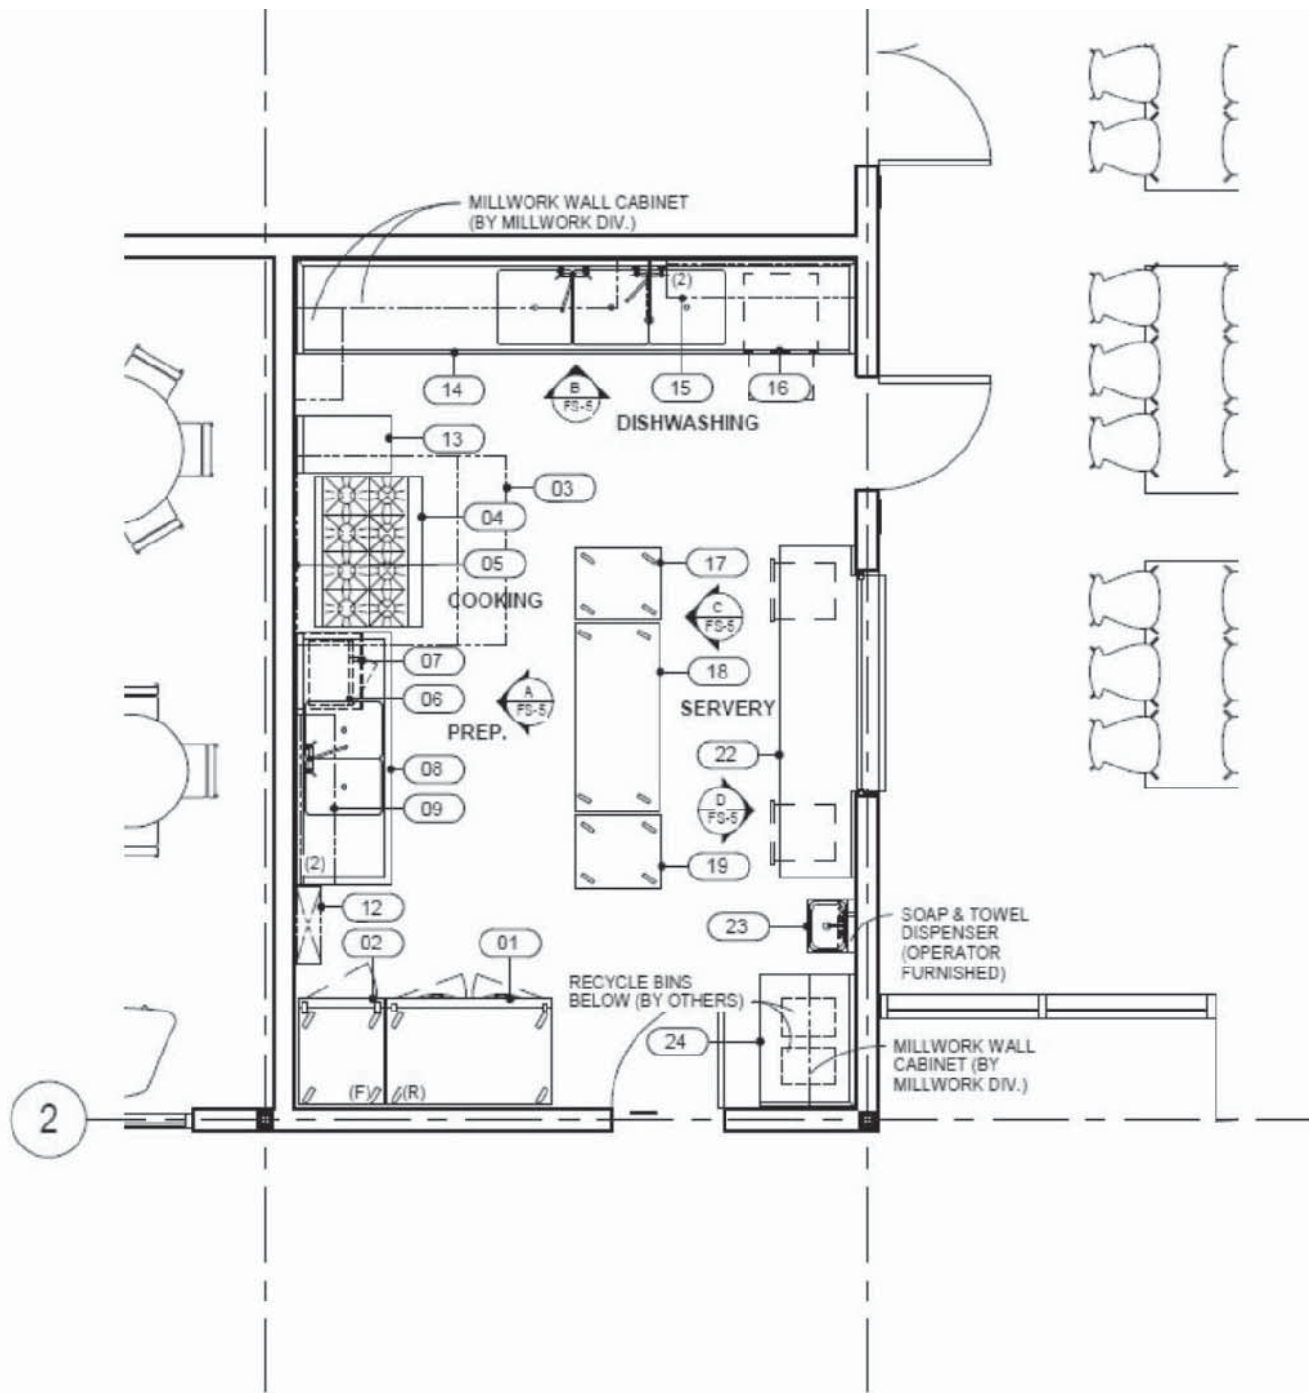 MILLWORK WALL CABINET
(BY MILLWORK DIV.)
(2)
14
B
FS-5
15
16
DISHWASHING
13
03
04
05
COOKING
17
C
FS-5
07
18
06
A
FS-5
SERVERY
PREP.
22
08
D
FS-5
09
(2)
19
12
23
SOAP & TOWEL
DISPENSER
(OPERATOR
FURNISHED)
02
01
RECYCLE BINS
BELOW (BY OTHERS)
24
MILLWORK WALL
CABINET (BY
MILLWORK DIV.)
(F)
(R)
2